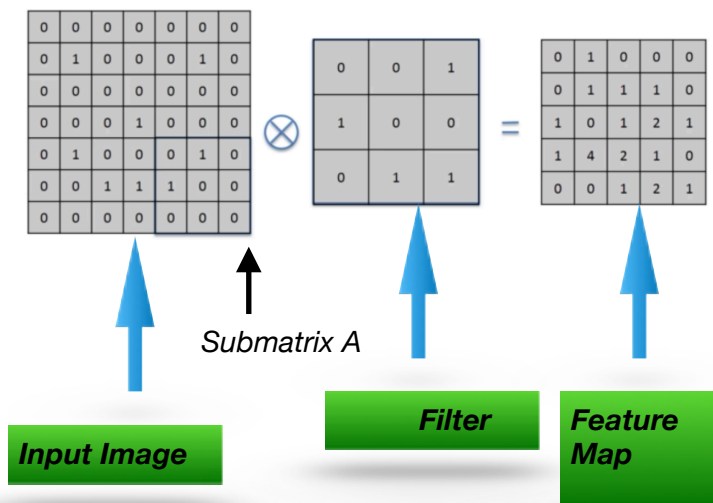 0 0 0 0 0 0 0
0 1 0 0 0 1 0
0 0 0 0 0 0 0
0 0 0 1 0 0 0
0 1 0 0 0 1 0
0 0 1 1 1 0 0
0 0 0 0 0 0 0
⊗
0 0 1
1 0 0
0 1 1
=
0 1 0 0 0
0 1 1 1 0
1 0 1 2 1
1 4 2 1 0
0 0 1 2 1
Submatrix A
Input Image
Filter
Feature
Map